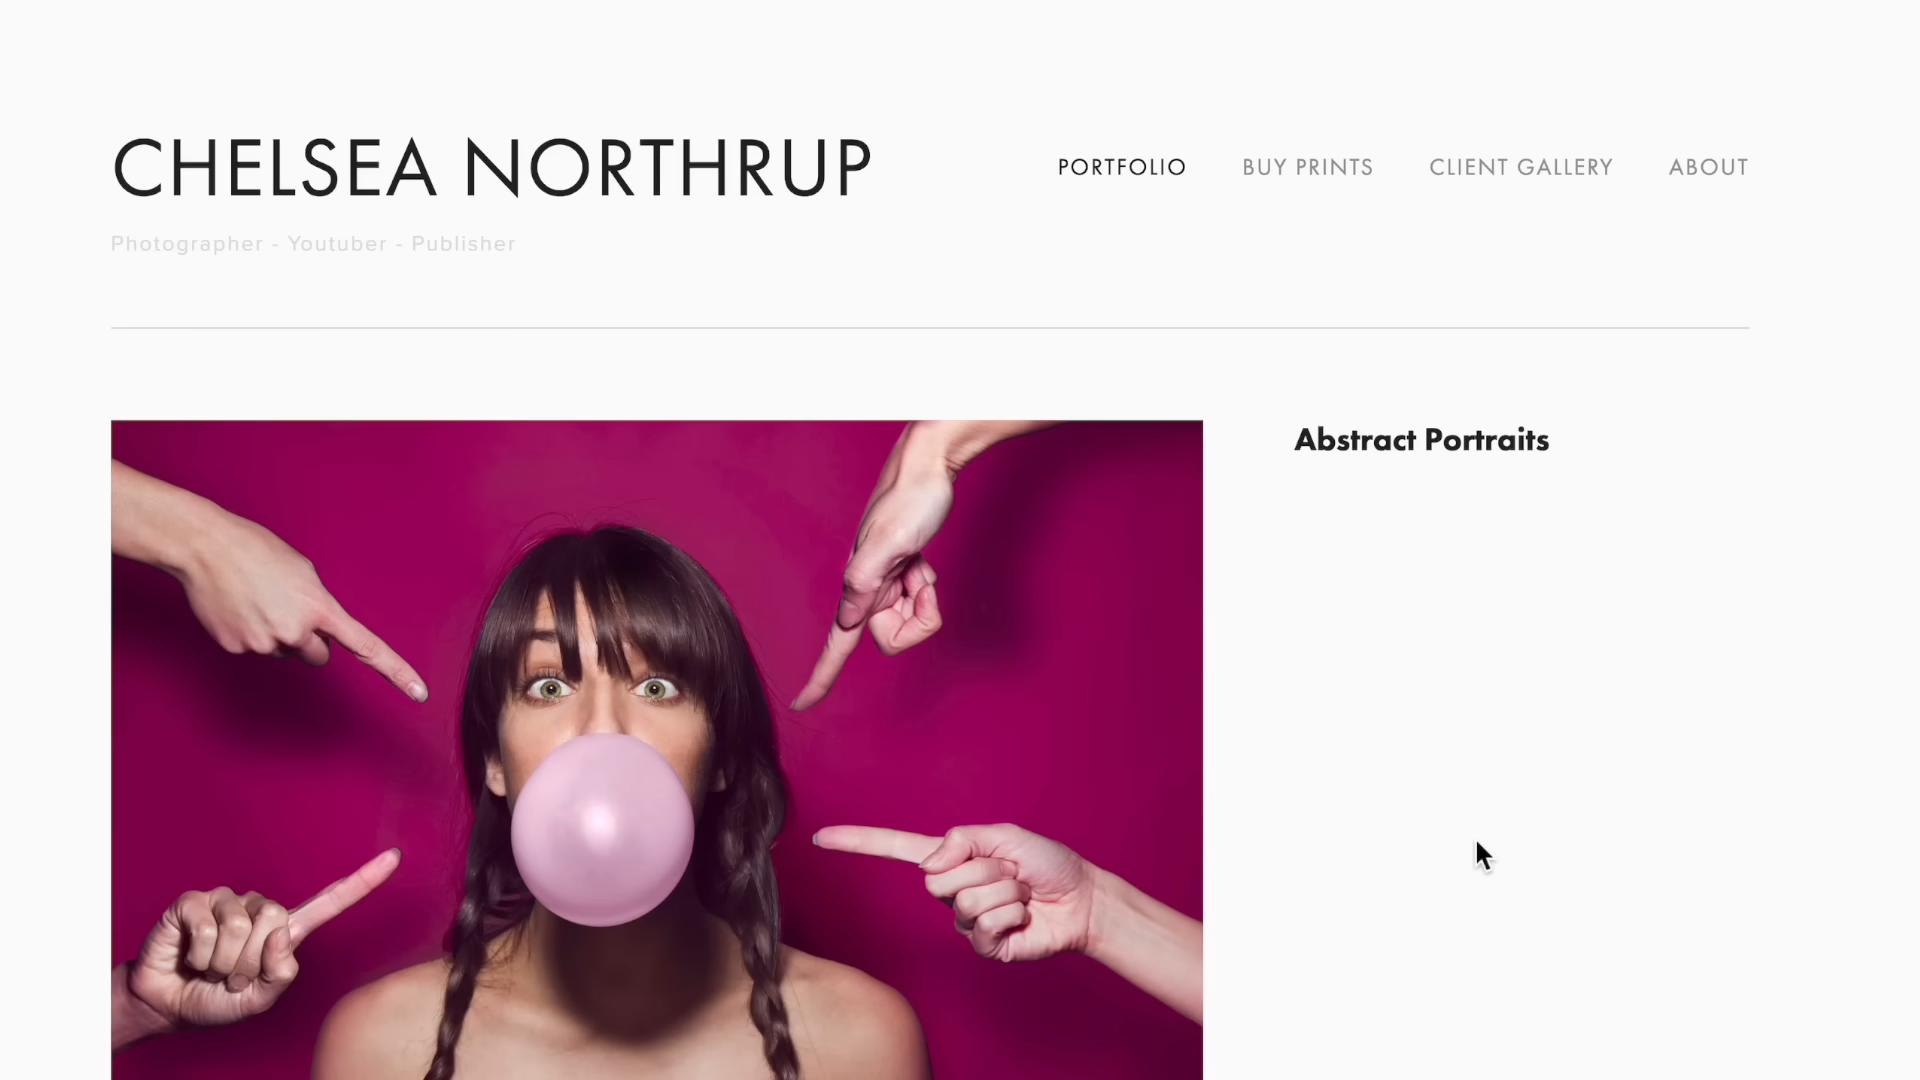 CHELSEA NORTHRUP
PORTFOLIO BUY PRINTS CLIENT GALLERY ABOUT
Photographer - Youtuber - Publisher
Abstract Portraits